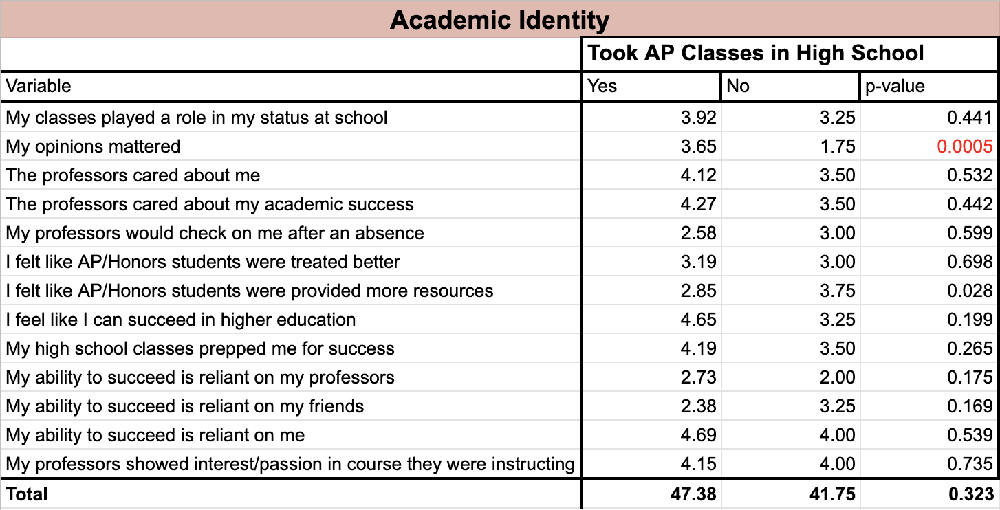 Academic Identity
Took AP Classes in High School
Variable Yes No p-value
My classes played a role in my status at school 3.92 3.25 0.441
My opinions mattered 3.65 1.75 0.0005
The professors cared about me 4.12 3.50 0.532
The professors cared about my academic success 4.27 3.50 0.442
My professors would check on me after an absence 2.58 3.00 0.599
I felt like AP/Honors students were treated better 3.19 3.00 0.698
I felt like AP/Honors students were provided more resources 2.85 3.75 0.028
I feel like I can succeed in higher education 4.65 3.25 0.199
My high school classes prepped me for success 4.19 3.50 0.265
My ability to succeed is reliant on my professors 2.73 2.00 0.175
My ability to succeed is reliant on my friends 2.38 3.25 0.169
My ability to succeed is reliant on me 4.69 4.00 0.539
My professors showed interest/passion in course they were instructing 4.15 4.00 0.735
Total 47.38 41.75 0.323